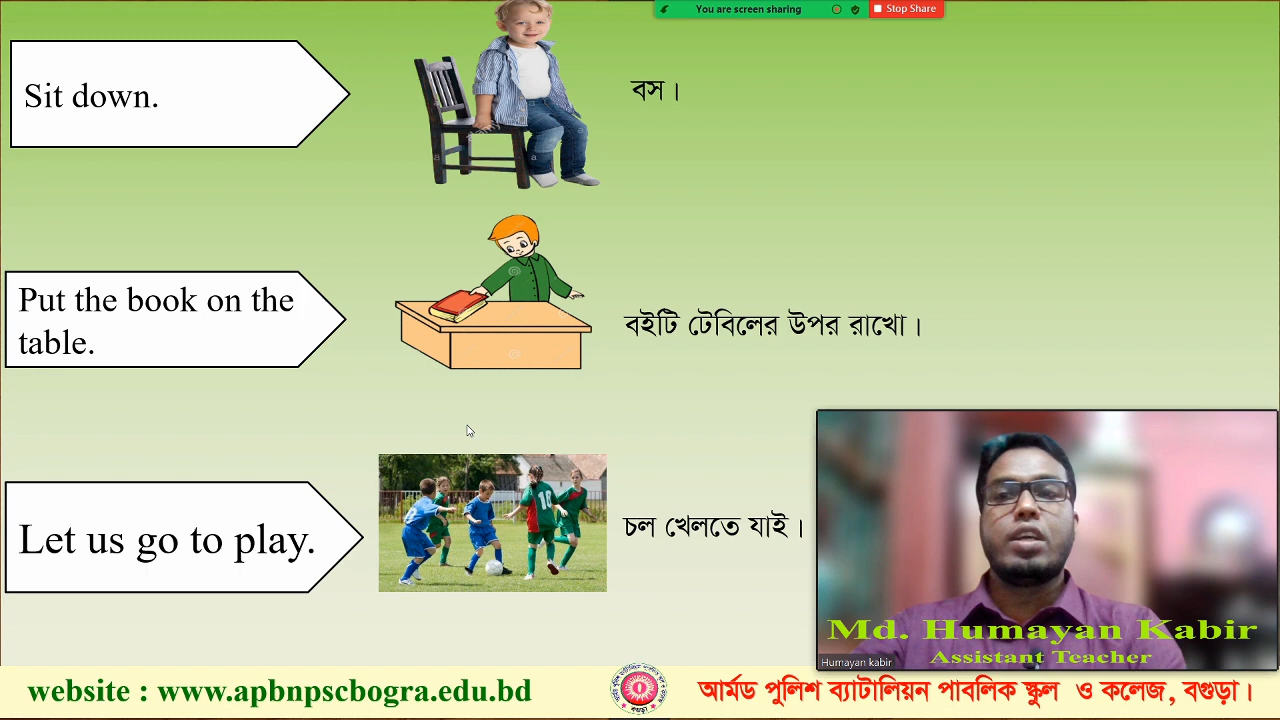 You are screen sharing
Stop Share
Sit down.
বস।
Put the book on the
table.
বইটি টেবিলের উপর রাখো।
Let us go to play.
10
চল খেলতে যাই।
Md. Humayan Kabir
Assistant Teacher
Humayan kabir
website : www.apbnpscbogra.edu.bd
আর্মড পুলিশ ব্যাটালিয়ন পাবলিক স্কুল ও কলেজ, বগুড়া।